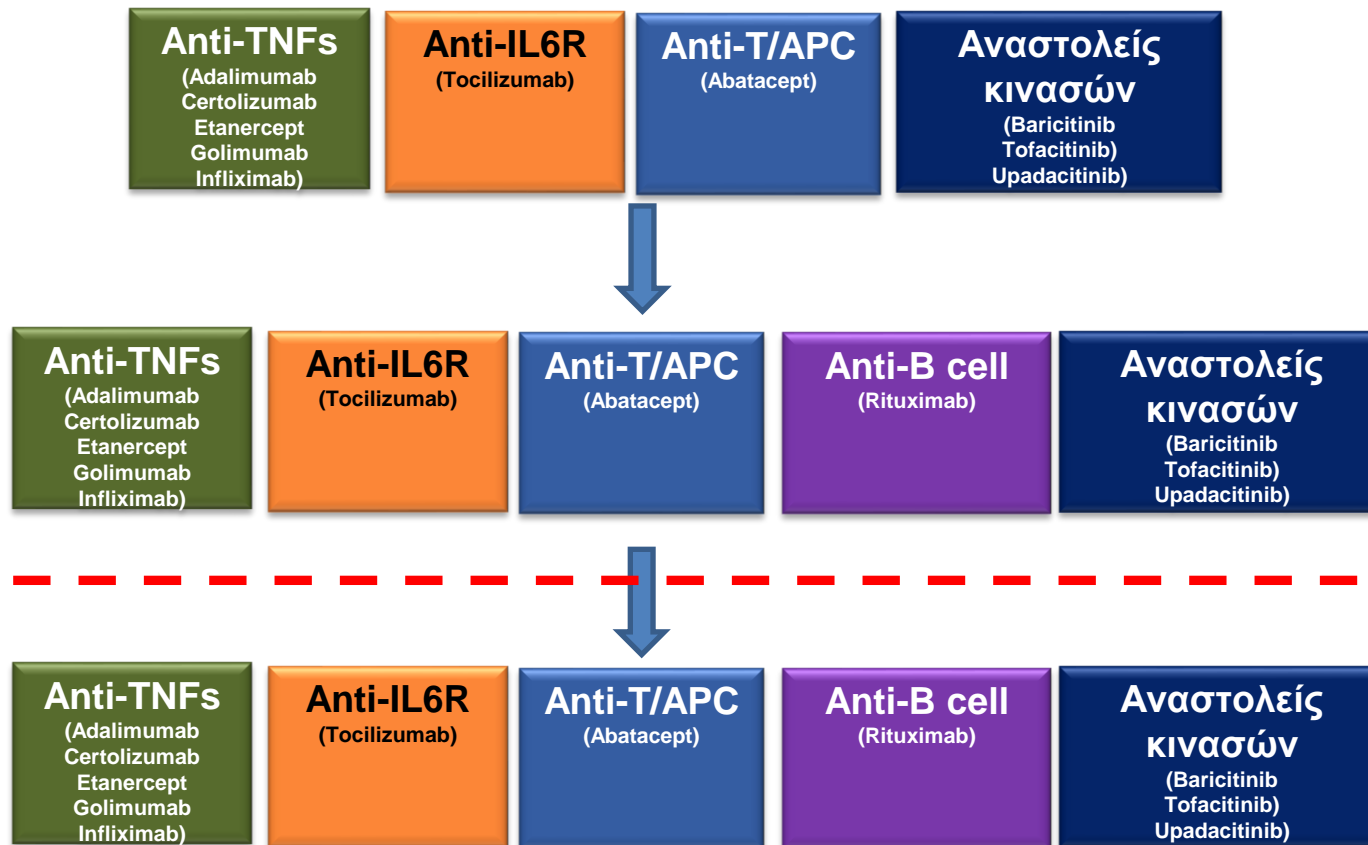 Anti-TNFs
(Adalimumab
Certolizumab
Etanercept
Golimumab
Infliximab)
Anti-IL6R
(Tocilizumab)
Anti-T/APC
(Abatacept)
Αναστολείς
κινασών
(Baricitinib
Tofacitinib)
Upadacitinib)
Anti-TNFs
(Adalimumab
Certolizumab
Etanercept
Golimumab
Infliximab)
Anti-IL6R
(Tocilizumab)
Anti-T/APC
(Abatacept)
Anti-B cell
(Rituximab)
Αναστολείς
κινασών
(Baricitinib
Tofacitinib)
Upadacitinib)
Anti-TNFs
(Adalimumab
Certolizumab
Etanercept
Golimumab
Infliximab)
Anti-IL6R
(Tocilizumab)
Anti-T/APC
(Abatacept)
Anti-B cell
(Rituximab)
Αναστολείς
κινασών
(Baricitinib
Tofacitinib)
Upadacitinib)